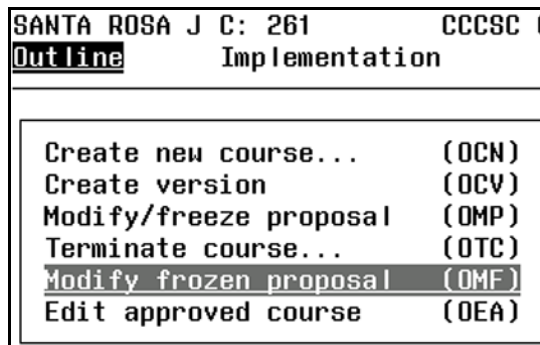 SANTA ROSA J C: 261 CCCSC
Outline Implementation
Create new course... (OCN)
Create version (OCV)
Modify/freeze proposal (OMP)
Terminate course... (OTC)
Modify frozen proposal (OMF)
Edit approved course (OEA)